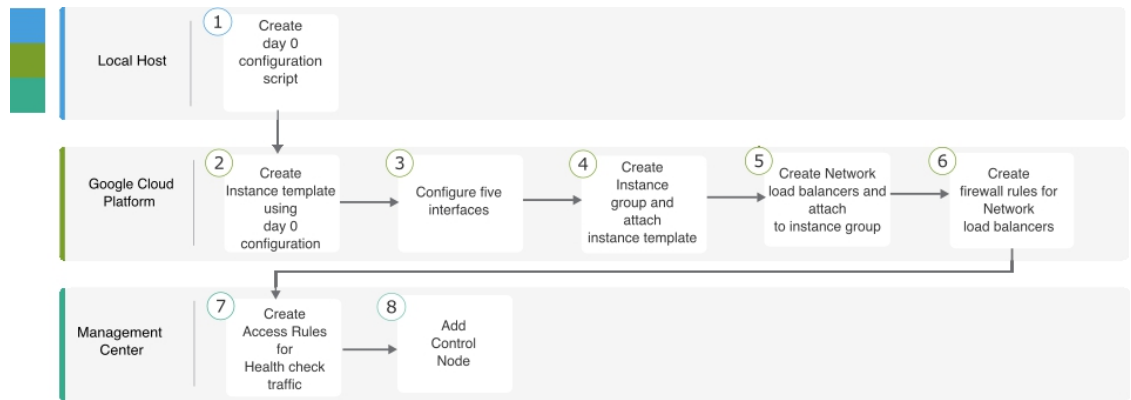 Local Host
1
Create
day 0
configuration
script
Google Cloud
Platform
2
Create
Instance template
using
day 0
configuration
3
Configure five
interfaces
4
Create
Instance
group and
attach
instance template
5
Create Network
load balancers and
attach
to instance group
6
Create
firewall rules for
Network
load balancers
Management
Center
7
Create
Access Rules
for
Health check
traffic
8
Add
Control
Node